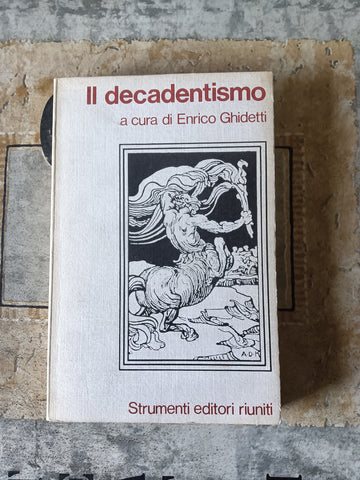 Il decadentismo
a cura di Enrico Ghidetti
Strumenti editori riuniti